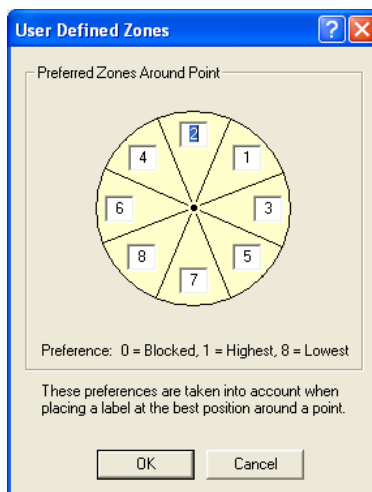 User Defined Zones
Preferred Zones Around Point
2
4
1
6
3
8
5
7
Preference: 0 = Blocked, 1 = Highest, 8 = Lowest
These preferences are taken into account when
placing a label at the best position around a point.
OK Cancel